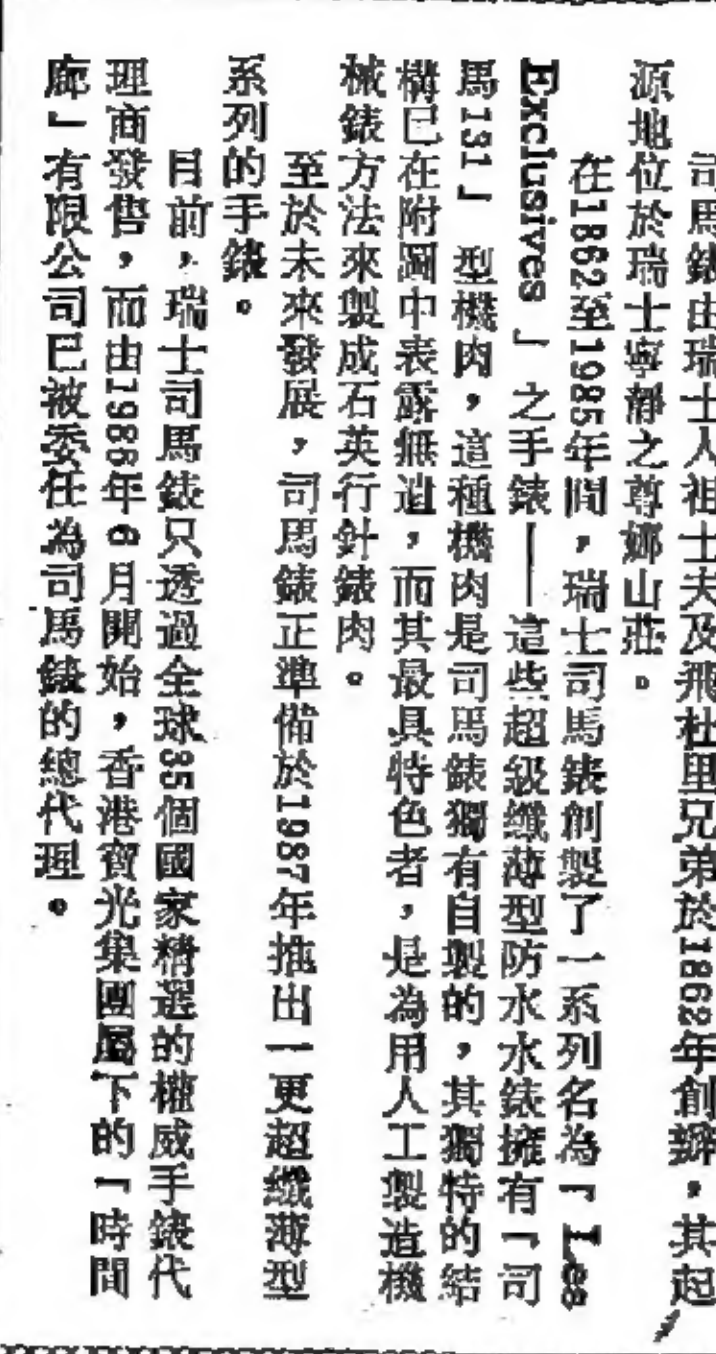 司馬錶由瑞士人祖士夫及飛杜里兄弟於1862年創辦，其起
源地位於瑞士寧靜之尊娜山莊。
在1862至1985年間，瑞士司馬錶創製了一系列名為「Les
Exclusives」之手錶——這些超級纖薄型防水水錶擁有「司
馬131」型機肉，這種機肉是司馬錶獨有自製的，其獨特的結
構已在附圖中表露無遺，而其最具特色者，是為用人工製造機
械錶方法來製成石英行針錶肉。
至於未來發展，司馬錶正準備於1987年推出一更超纖薄型
系列的手錶。
目前，瑞士司馬錶只透過全球35個國家精選的權威手錶代
理商發售，而由1986年6月開始，香港寶光集團屬下的「時間
廊」有限公司已被委任為司馬錶的總代理。